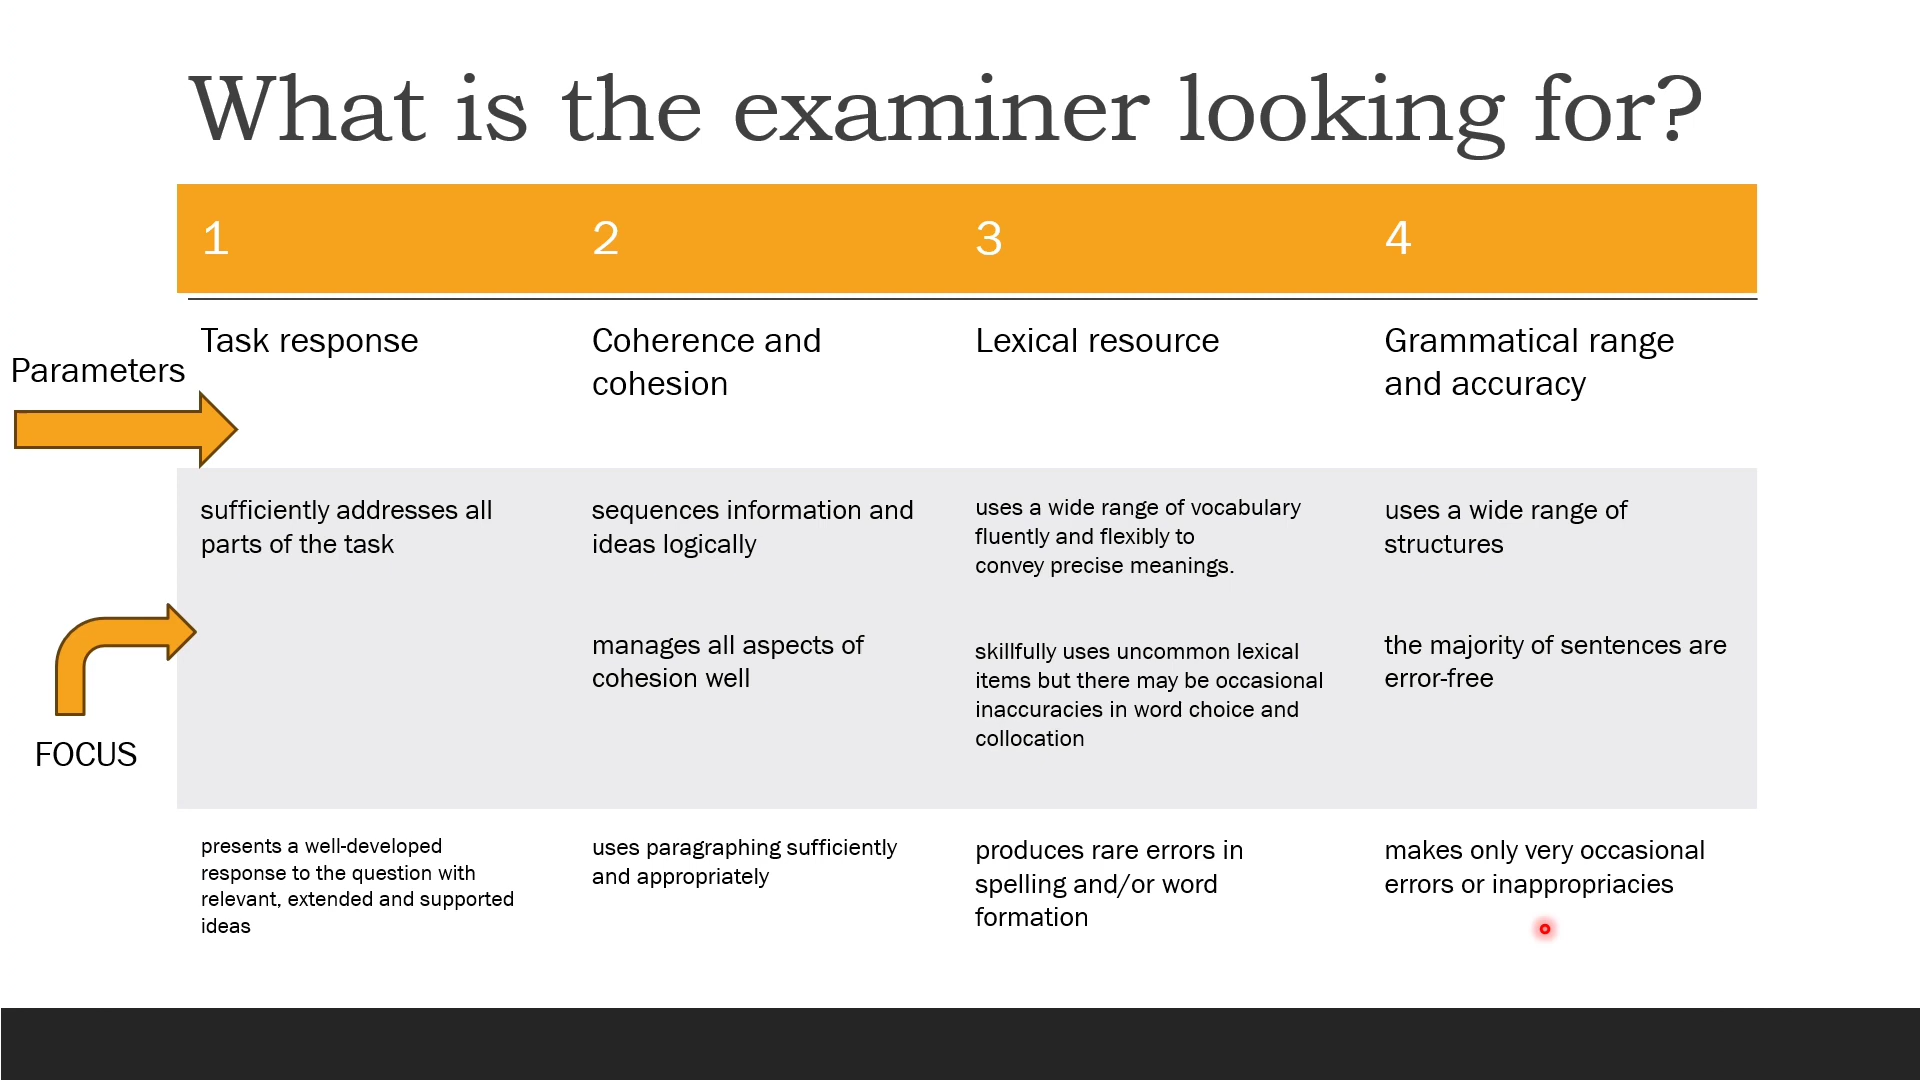 What is the examiner looking for?
1
2
3
4
Parameters
Task response
Coherence and
cohesion
Lexical resource
Grammatical range
and accuracy
FOCUS
sufficiently addresses all
parts of the task
sequences information and
ideas logically
manages all aspects of
cohesion well
uses a wide range of vocabulary
fluently and flexibly to
convey precise meanings.
skillfully uses uncommon lexical
items but there may be occasional
inaccuracies in word choice and
collocation
uses a wide range of
structures
the majority of sentences are
error-free
presents a well-developed
response to the question with
relevant, extended and supported
ideas
uses paragraphing sufficiently
and appropriately
produces rare errors in
spelling and/or word
formation
makes only very occasional
errors or inappropriacies